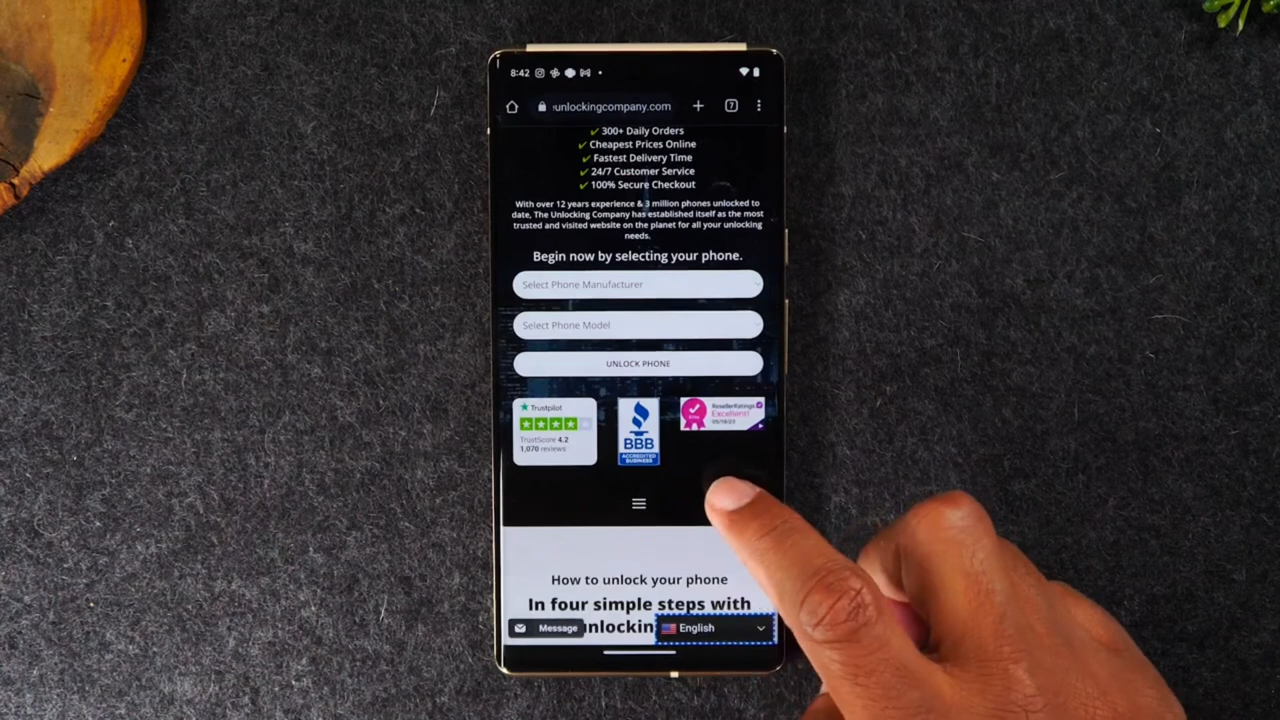 8:42
unlockingcompany.com
7
✓ 300+ Daily Orders
✓ Cheapest Prices Online
✓ Fastest Delivery Time
✓ 24/7 Customer Service
✓ 100% Secure Checkout
With over 12 years experience & 3 million phones unlocked to
date, The Unlocking Company has established itself as the most
trusted and visited website on the planet for all your unlocking
needs.
Begin now by selecting your phone.
Select Phone Manufacturer
Select Phone Model
UNLOCK PHONE
Trustpilot
TrustScore 4.2
1,070 reviews
BBB
ACCREDITED
BUSINESS
ResellerRatings
Excellent!
How to unlock your phone
In four simple steps with
Message
English